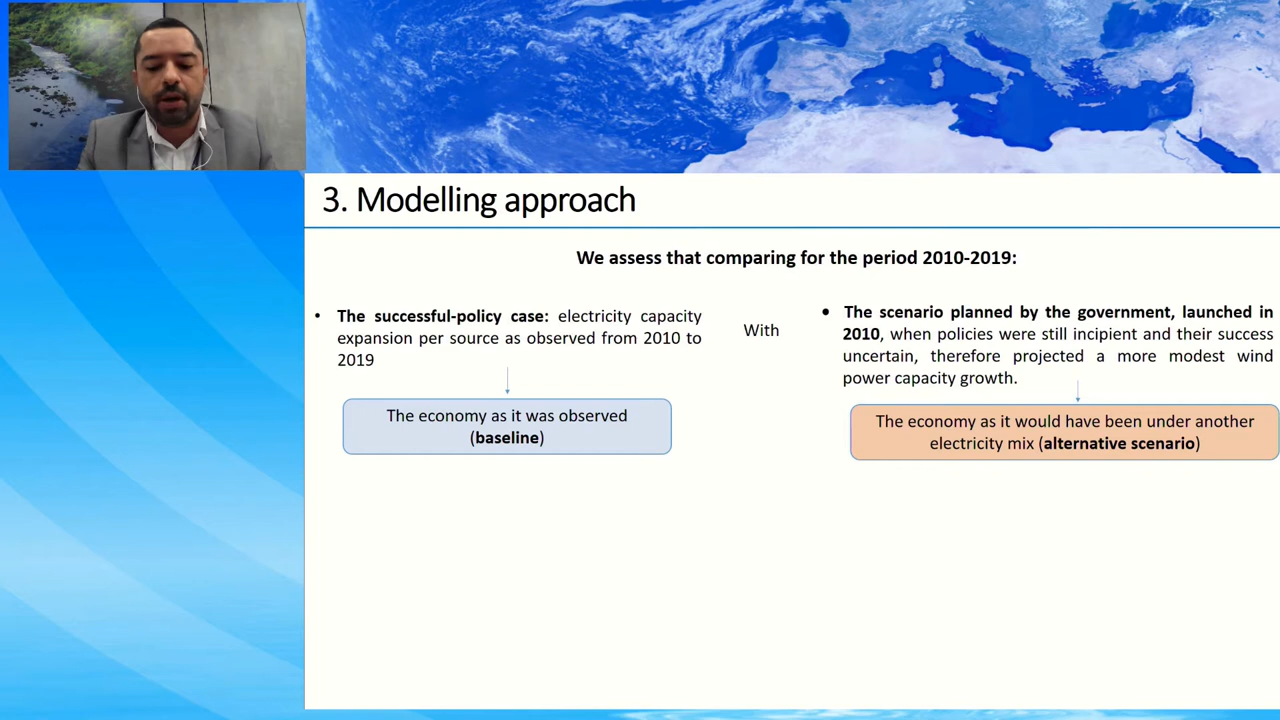 3. Modelling approach
We assess that comparing for the period 2010-2019:
• The successful-policy case: electricity capacity
expansion per source as observed from 2010 to
2019
The economy as it was observed
(baseline)
With
• The scenario planned by the government, launched in
2010, when policies were still incipient and their success
uncertain, therefore projected a more modest wind
power capacity growth.
The economy as it would have been under another
electricity mix (alternative scenario)